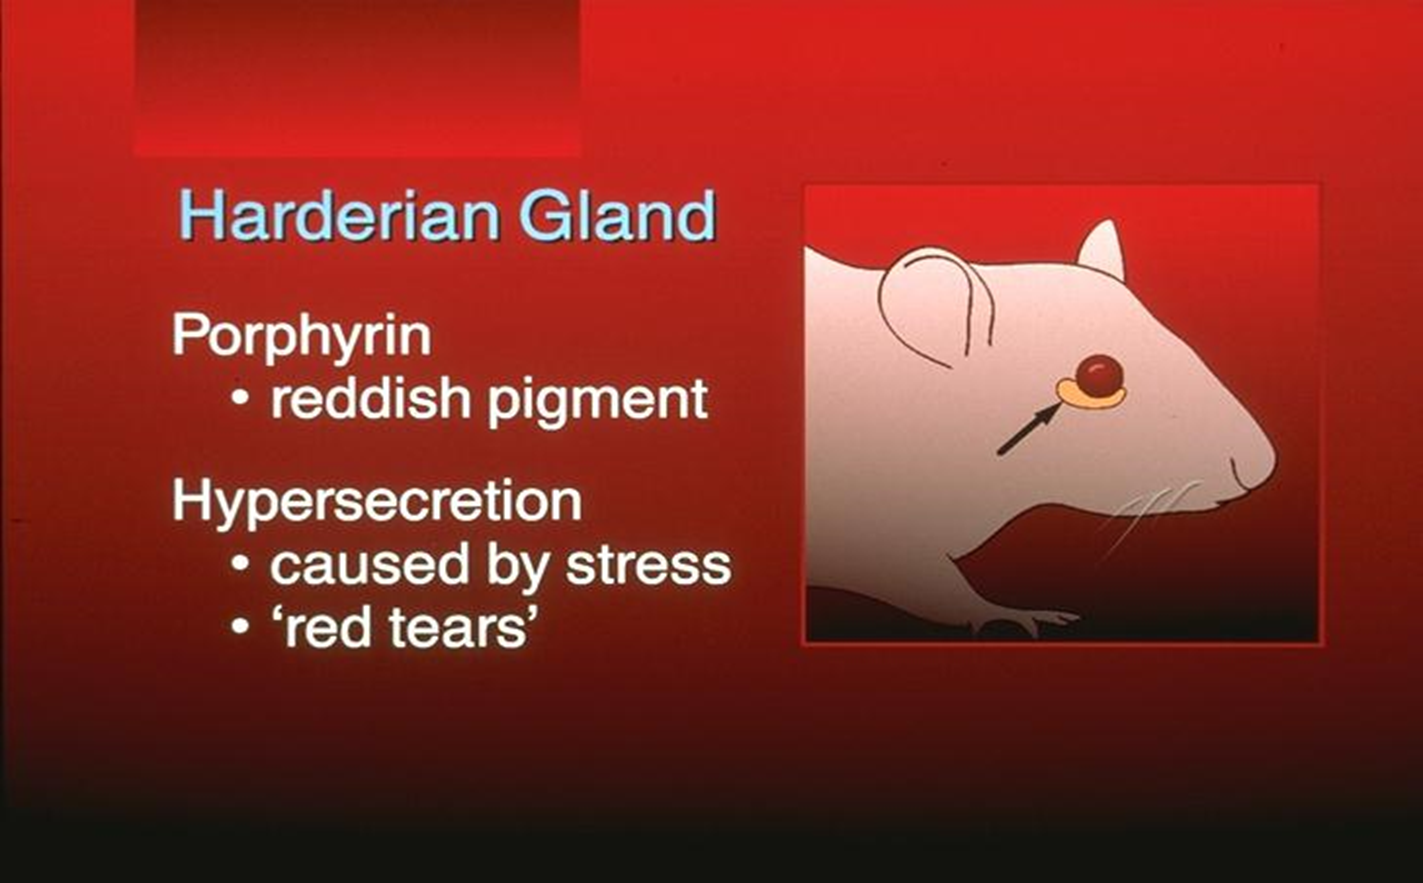 Harderian Gland
Porphyrin
• reddish pigment
Hypersecretion
• caused by stress
• ‘red tears’